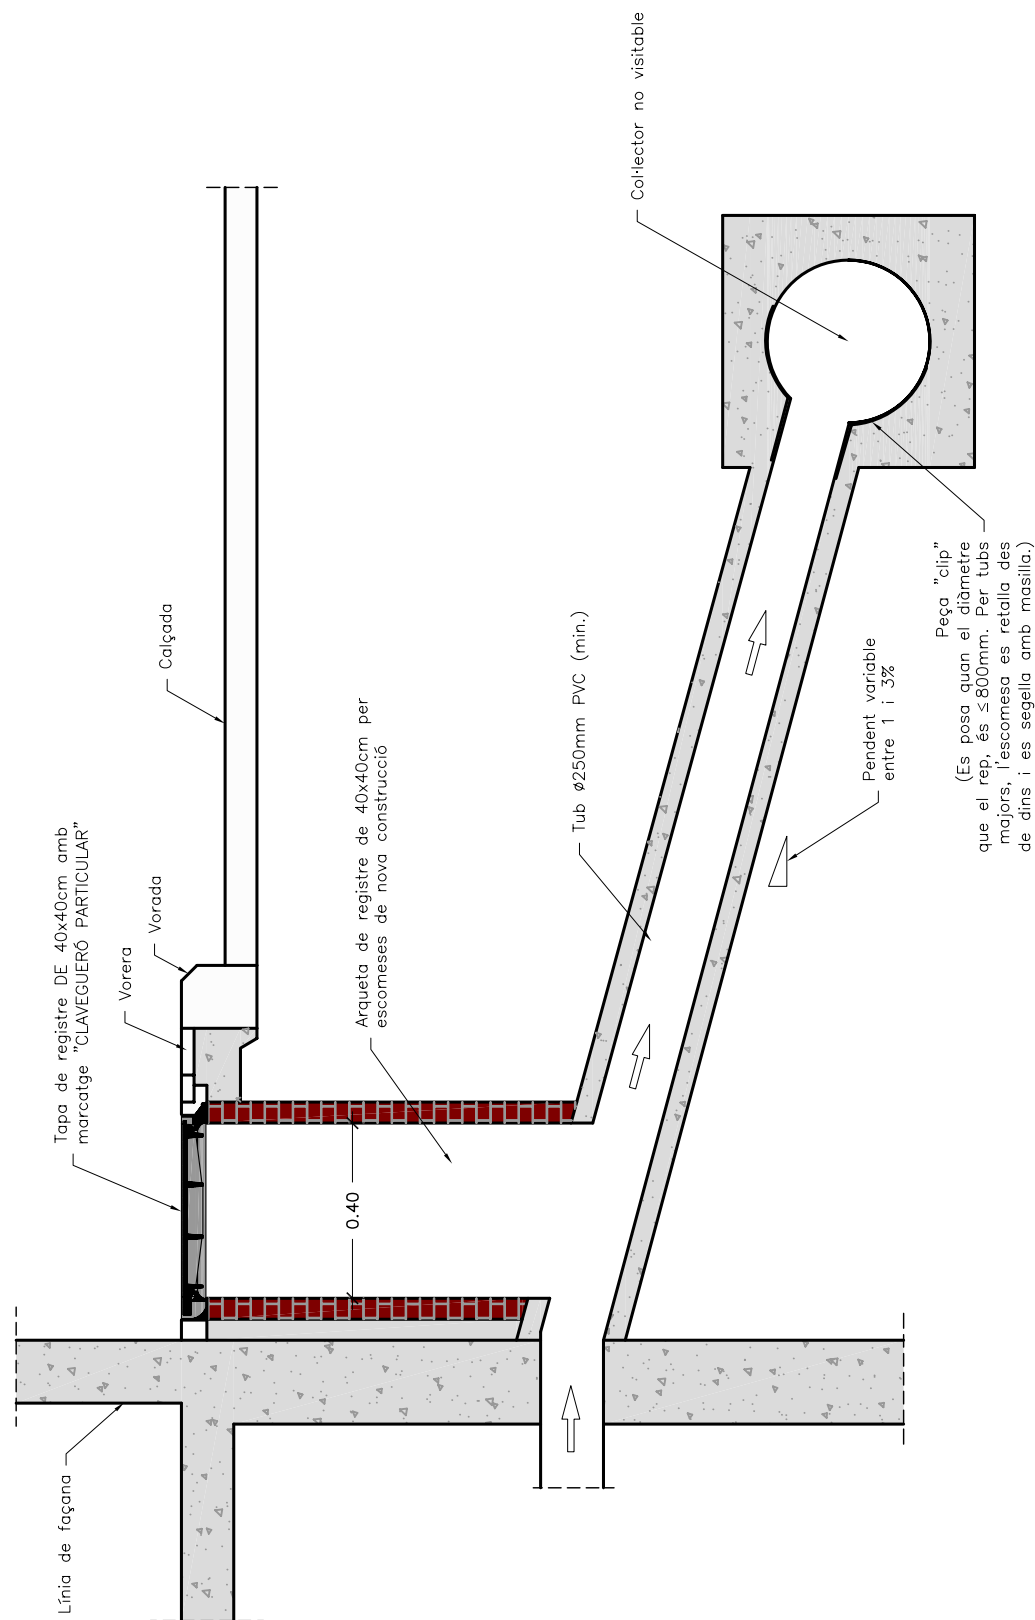 Línia de façana
Tapa de registre DE 40x40cm amb
marcatge "CLAVEGUERÓ PARTICULAR"
Vorera
Vorada
Calçada
0.40
Arqueta de registre de 40x40cm per
escomeses de nova construcció
Tub ø250mm PVC (min.)
Col·lector no visitable
Pendent variable
entre 1 i 3%
Peça "clip"
(Es posa quan el diàmetre
que el rep, és ≤800mm. Per tubs
majors, l'escomesa es retalla des
de dins i es segella amb masilla.)